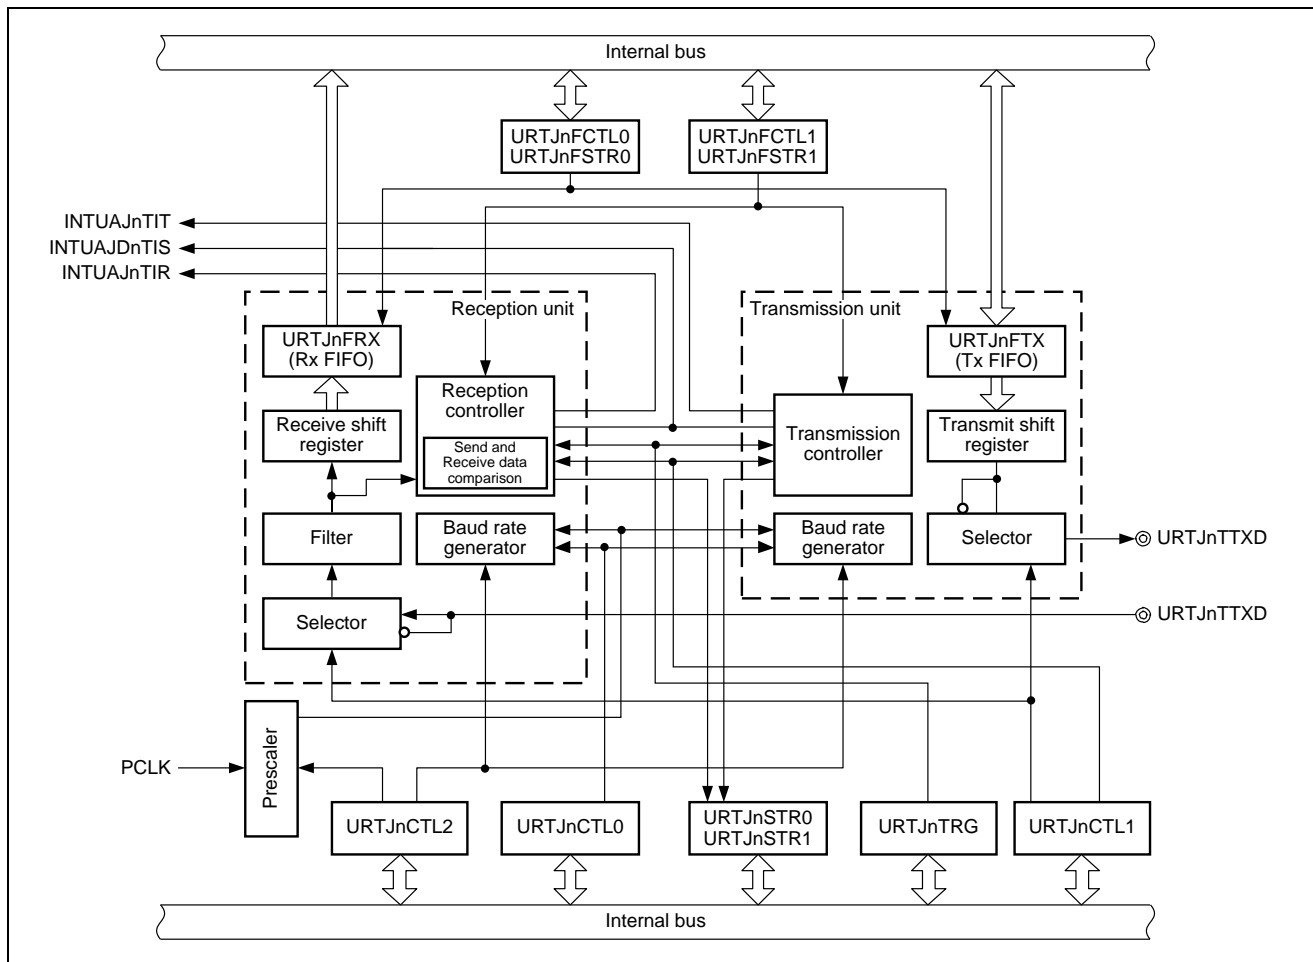 Internal bus
URTJnFCTL0
URTJnFSTR0
URTJnFCTL1
URTJnFSTR1
INTUAJnTIT
INTUAJDnTIS
INTUAJnTIR
Reception unit
Transmission unit
URTJnFRX
(Rx FIFO)
URTJnFTX
(Tx FIFO)
Reception
controller
Receive shift
register
Send and
Receive data
comparison
Transmission
controller
Transmit shift
register
Filter
Baud rate
generator
Baud rate
generator
Selector
URTJnTTXD
Selector
URTJnTTXD
Prescaler
PCLK
URTJnCTL2
URTJnCTL0
URTJnSTR0
URTJnSTR1
URTJnTRG
URTJnCTL1
Internal bus